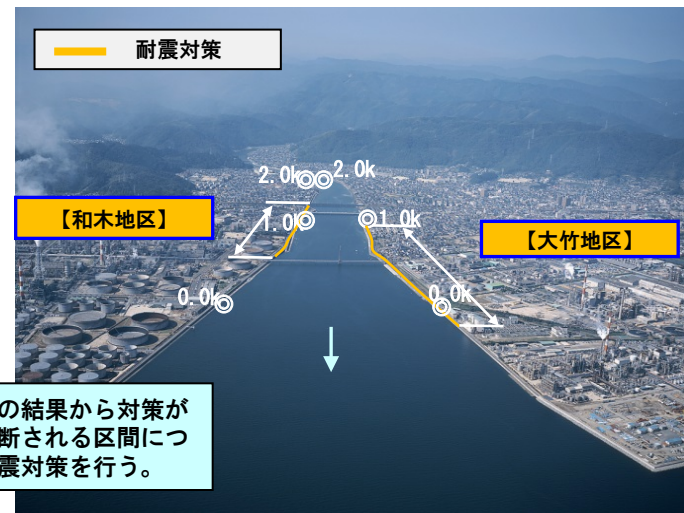 耐震対策
2.0k
2.0k
【和木地区】
1.0k
1.0k
【大竹地区】
0.0k
0.0k
の結果から対策が
断される区間につ
震対策を行う。